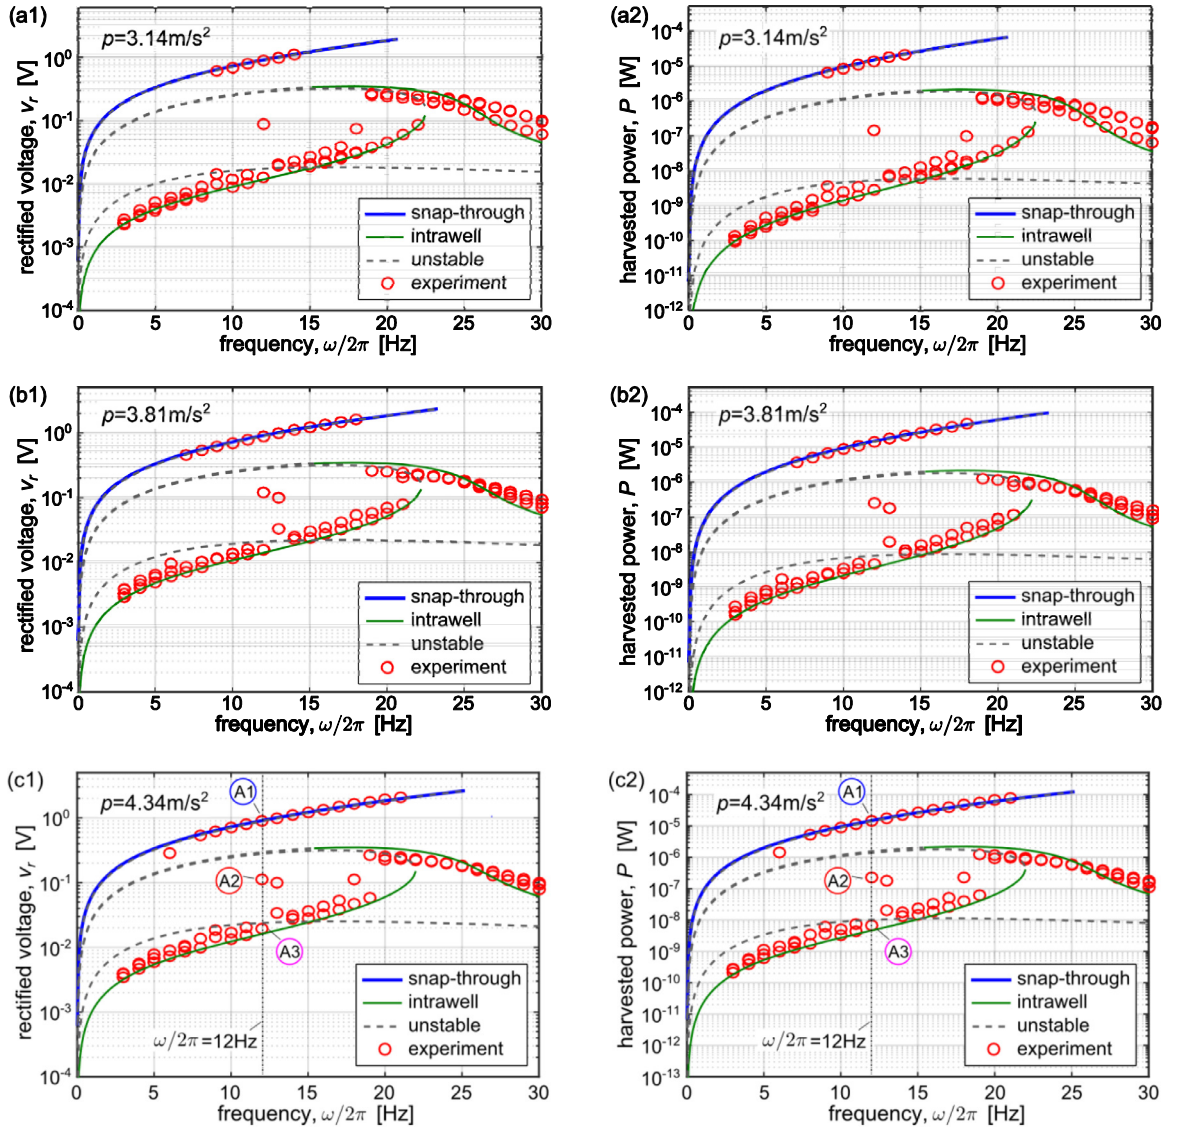 (a1)
p=3.14m/s²
rectified voltage, vᵣ [V]
10⁰
10⁻¹
10⁻²
10⁻³
10⁻⁴
snap-through
intrawell
unstable
experiment
0 5 10 15 20 25 30
frequency, ω/2π [Hz]
(a2)
p=3.14m/s²
harvested power, P [W]
10⁻⁴
10⁻⁵
10⁻⁶
10⁻⁷
10⁻⁸
10⁻⁹
10⁻¹⁰
10⁻¹¹
10⁻¹²
snap-through
intrawell
unstable
experiment
0 5 10 15 20 25 30
frequency, ω/2π [Hz]
(b1)
p=3.81m/s²
rectified voltage, vᵣ [V]
10⁰
10⁻¹
10⁻²
10⁻³
10⁻⁴
snap-through
intrawell
unstable
experiment
0 5 10 15 20 25 30
frequency, ω/2π [Hz]
(b2)
p=3.81m/s²
harvested power, P [W]
10⁻⁴
10⁻⁵
10⁻⁶
10⁻⁷
10⁻⁸
10⁻⁹
10⁻¹⁰
10⁻¹¹
10⁻¹²
snap-through
intrawell
unstable
experiment
0 5 10 15 20 25 30
frequency, ω/2π [Hz]
(c1)
p=4.34m/s²
rectified voltage, vᵣ [V]
10⁰
10⁻¹
10⁻²
10⁻³
10⁻⁴
A1
A2
A3
ω/2π=12Hz
snap-through
intrawell
unstable
experiment
0 5 10 15 20 25 30
frequency, ω/2π [Hz]
(c2)
p=4.34m/s²
harvested power, P [W]
10⁻⁴
10⁻⁵
10⁻⁶
10⁻⁷
10⁻⁸
10⁻⁹
10⁻¹⁰
10⁻¹¹
10⁻¹²
10⁻¹³
A1
A2
A3
ω/2π=12Hz
snap-through
intrawell
unstable
experiment
0 5 10 15 20 25 30
frequency, ω/2π [Hz]